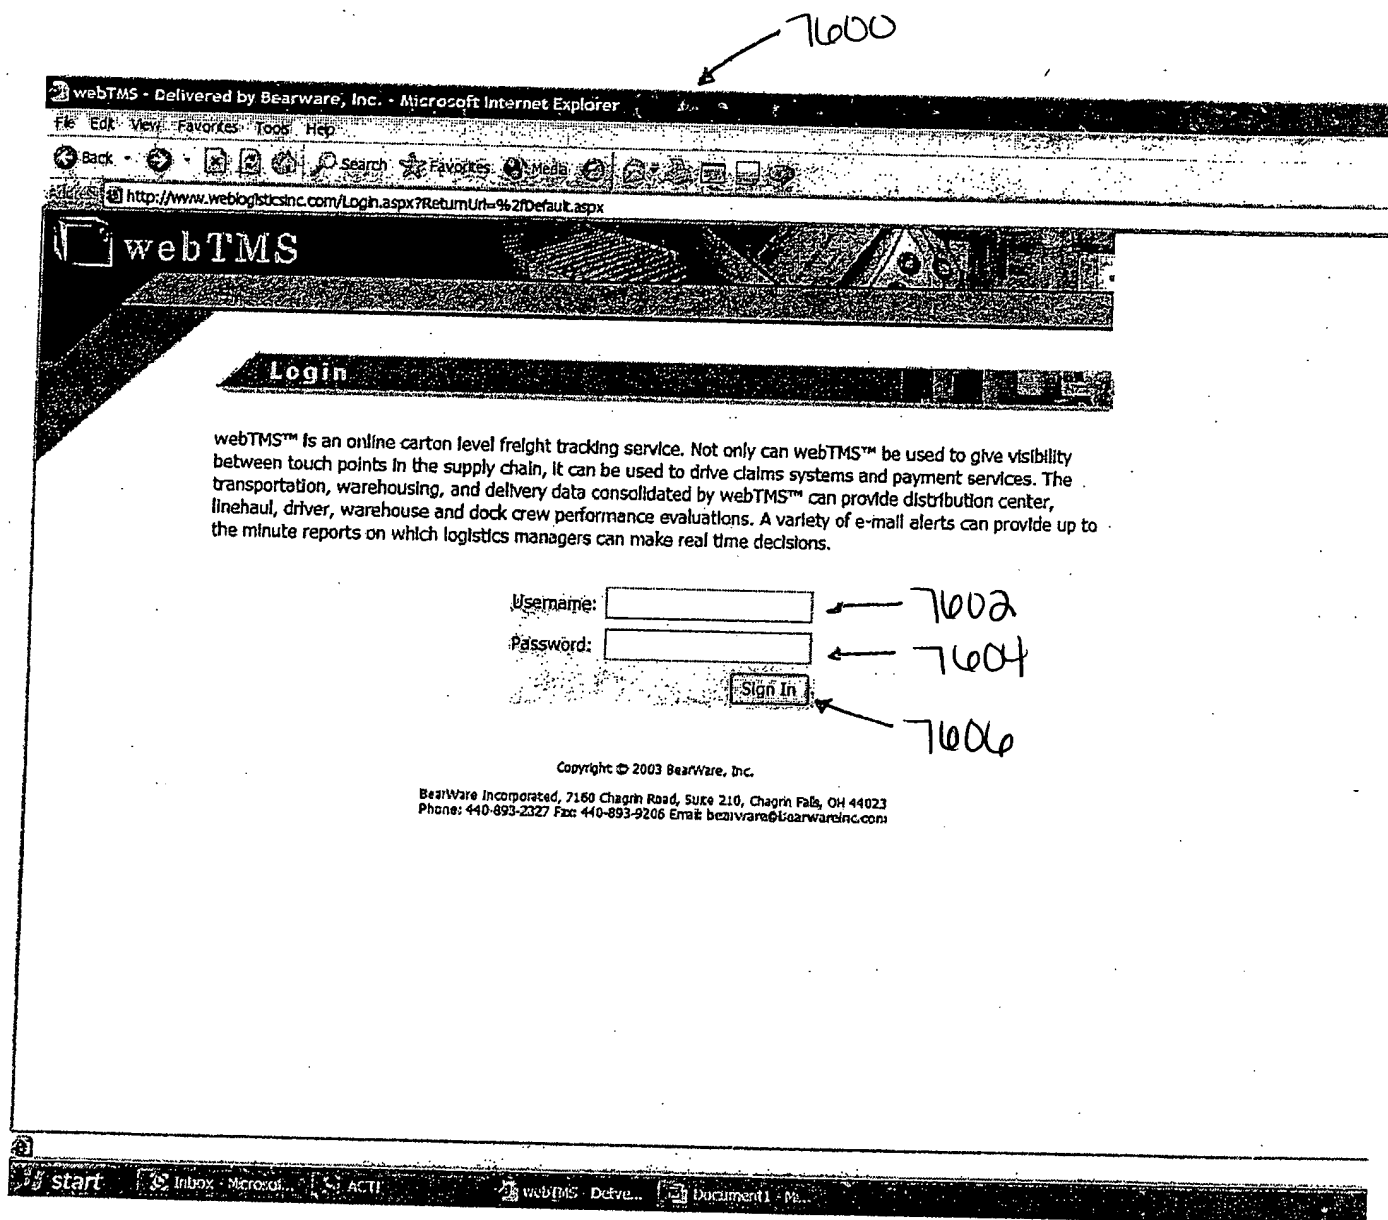 7600
webTMS - Delivered by Bearware, Inc. - Microsoft Internet Explorer
File Edit View Favorites Tools Help
Back Search Favorites Media
http://www.weblogisticsinc.com/Login.aspx?ReturnUrl=%2fDefault.aspx
webTMS
Login
webTMS™ is an online carton level freight tracking service. Not only can webTMS™ be used to give visibility
between touch points in the supply chain, it can be used to drive claims systems and payment services. The
transportation, warehousing, and delivery data consolidated by webTMS™ can provide distribution center,
linehaul, driver, warehouse and dock crew performance evaluations. A variety of e-mail alerts can provide up to
the minute reports on which logistics managers can make real time decisions.
Username: 7602
Password: 7604
Sign In
7606
Copyright © 2003 BearWare, Inc.
BearWare Incorporated, 7160 Chagrin Road, Suite 210, Chagrin Falls, OH 44023
Phone: 440-893-2327 Fax: 440-893-9206 Email: bearware@bearwareinc.com
start Inbox - Microsof... ACT! webTMS - Delive... Document1 - Mi...